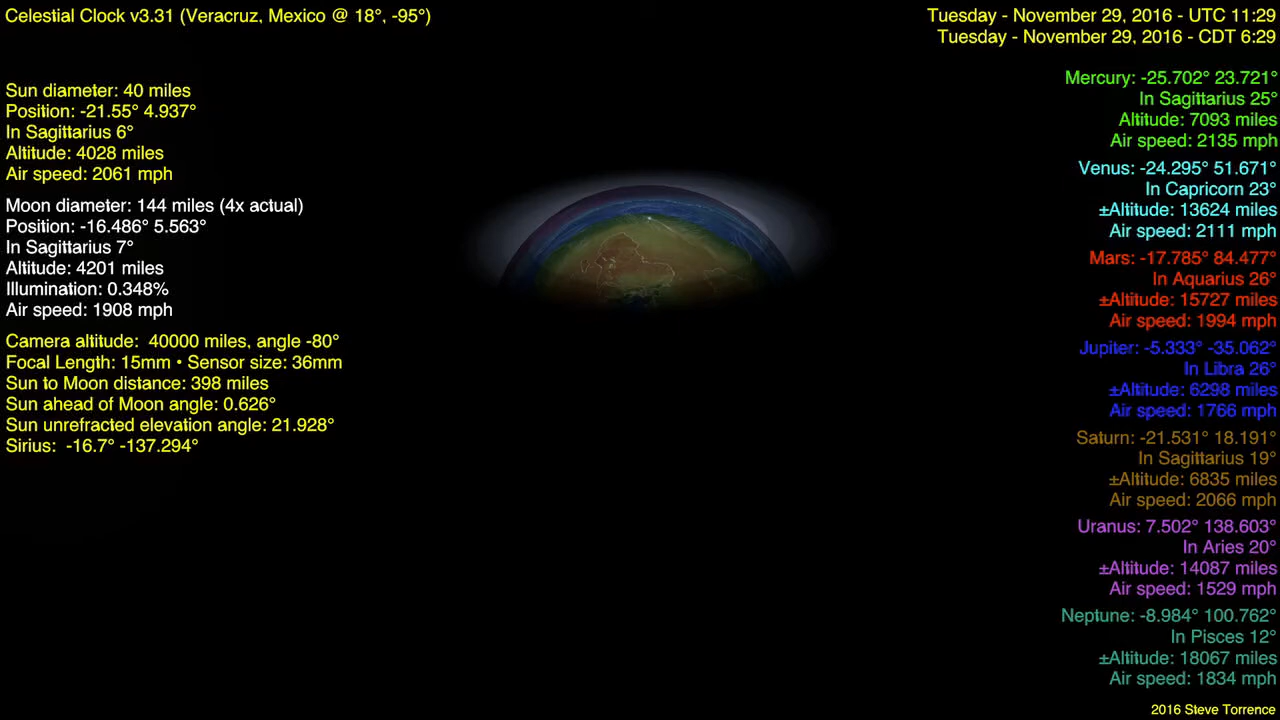 Celestial Clock v3.31 (Veracruz, Mexico @ 18°, -95°)
Tuesday - November 29, 2016 - UTC 11:29
Tuesday - November 29, 2016 - CDT 6:29
Sun diameter: 40 miles
Position: -21.55° 4.937°
In Sagittarius 6°
Altitude: 4028 miles
Air speed: 2061 mph
Moon diameter: 144 miles (4x actual)
Position: -16.486° 5.563°
In Sagittarius 7°
Altitude: 4201 miles
Illumination: 0.348%
Air speed: 1908 mph
Camera altitude:  40000 miles, angle -80°
Focal Length: 15mm • Sensor size: 36mm
Sun to Moon distance: 398 miles
Sun ahead of Moon angle: 0.626°
Sun unrefracted elevation angle: 21.928°
Sirius:  -16.7° -137.294°
Mercury: -25.702° 23.721°
In Sagittarius 25°
Altitude: 7093 miles
Air speed: 2135 mph
Venus: -24.295° 51.671°
In Capricorn 23°
±Altitude: 13624 miles
Air speed: 2111 mph
Mars: -17.785° 84.477°
In Aquarius 26°
±Altitude: 15727 miles
Air speed: 1994 mph
Jupiter: -5.333° -35.062°
In Libra 26°
±Altitude: 6298 miles
Air speed: 1766 mph
Saturn: -21.531° 18.191°
In Sagittarius 19°
±Altitude: 6835 miles
Air speed: 2066 mph
Uranus: 7.502° 138.603°
In Aries 20°
±Altitude: 14087 miles
Air speed: 1529 mph
Neptune: -8.984° 100.762°
In Pisces 12°
±Altitude: 18067 miles
Air speed: 1834 mph
2016 Steve Torrence